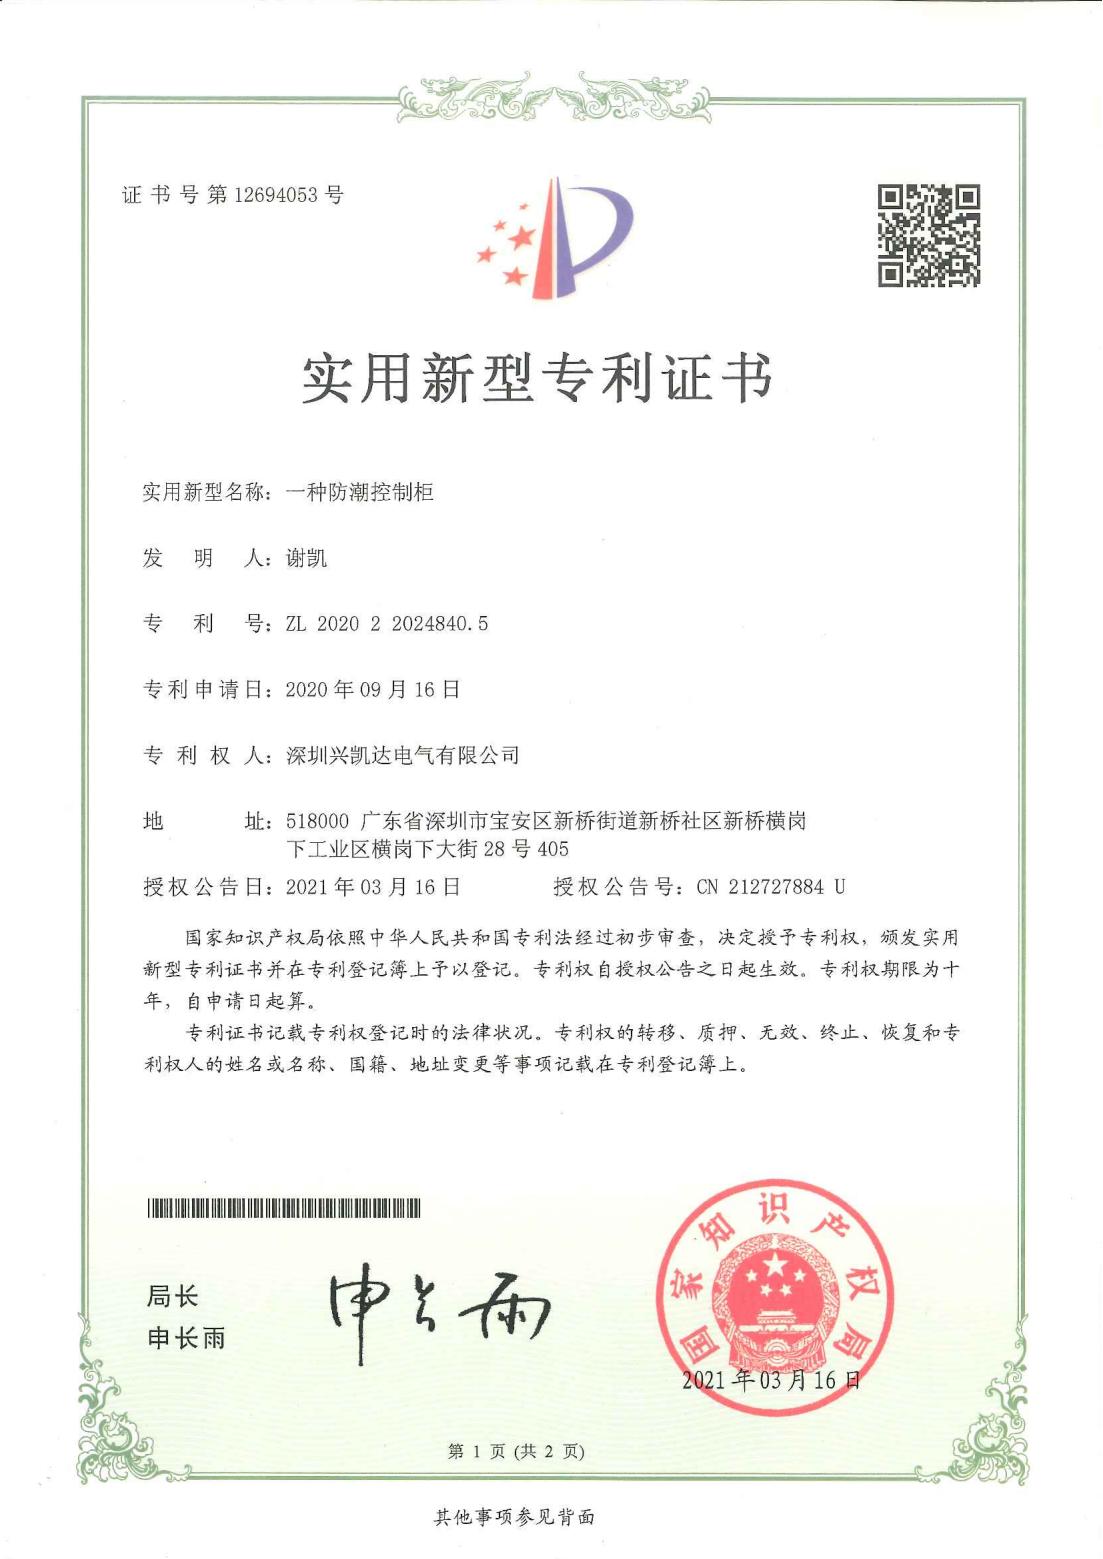 证书号第12694053号
实用新型专利证书
实用新型名称：一种防潮控制柜
发明人：谢凯
专利号：ZL 2020 2 2024840.5
专利申请日：2020年09月16日
专利权人：深圳兴凯达电气有限公司
地址：518000 广东省深圳市宝安区新桥街道新桥社区新桥横岗
下工业区横岗下大街28号405
授权公告日：2021年03月16日 授权公告号：CN 212727884 U
国家知识产权局依照中华人民共和国专利法经过初步审查，决定授予专利权，颁发实用
新型专利证书并在专利登记簿上予以登记。专利权自授权公告之日起生效。专利权期限为十
年，自申请日起算。
专利证书记载专利权登记时的法律状况。专利权的转移、质押、无效、终止、恢复和专
利权人的姓名或名称、国籍、地址变更等事项记载在专利登记簿上。
局长
申长雨
申长雨
国家知识产权局
2021年03月16日
第 1 页 (共 2 页)
其他事项参见背面